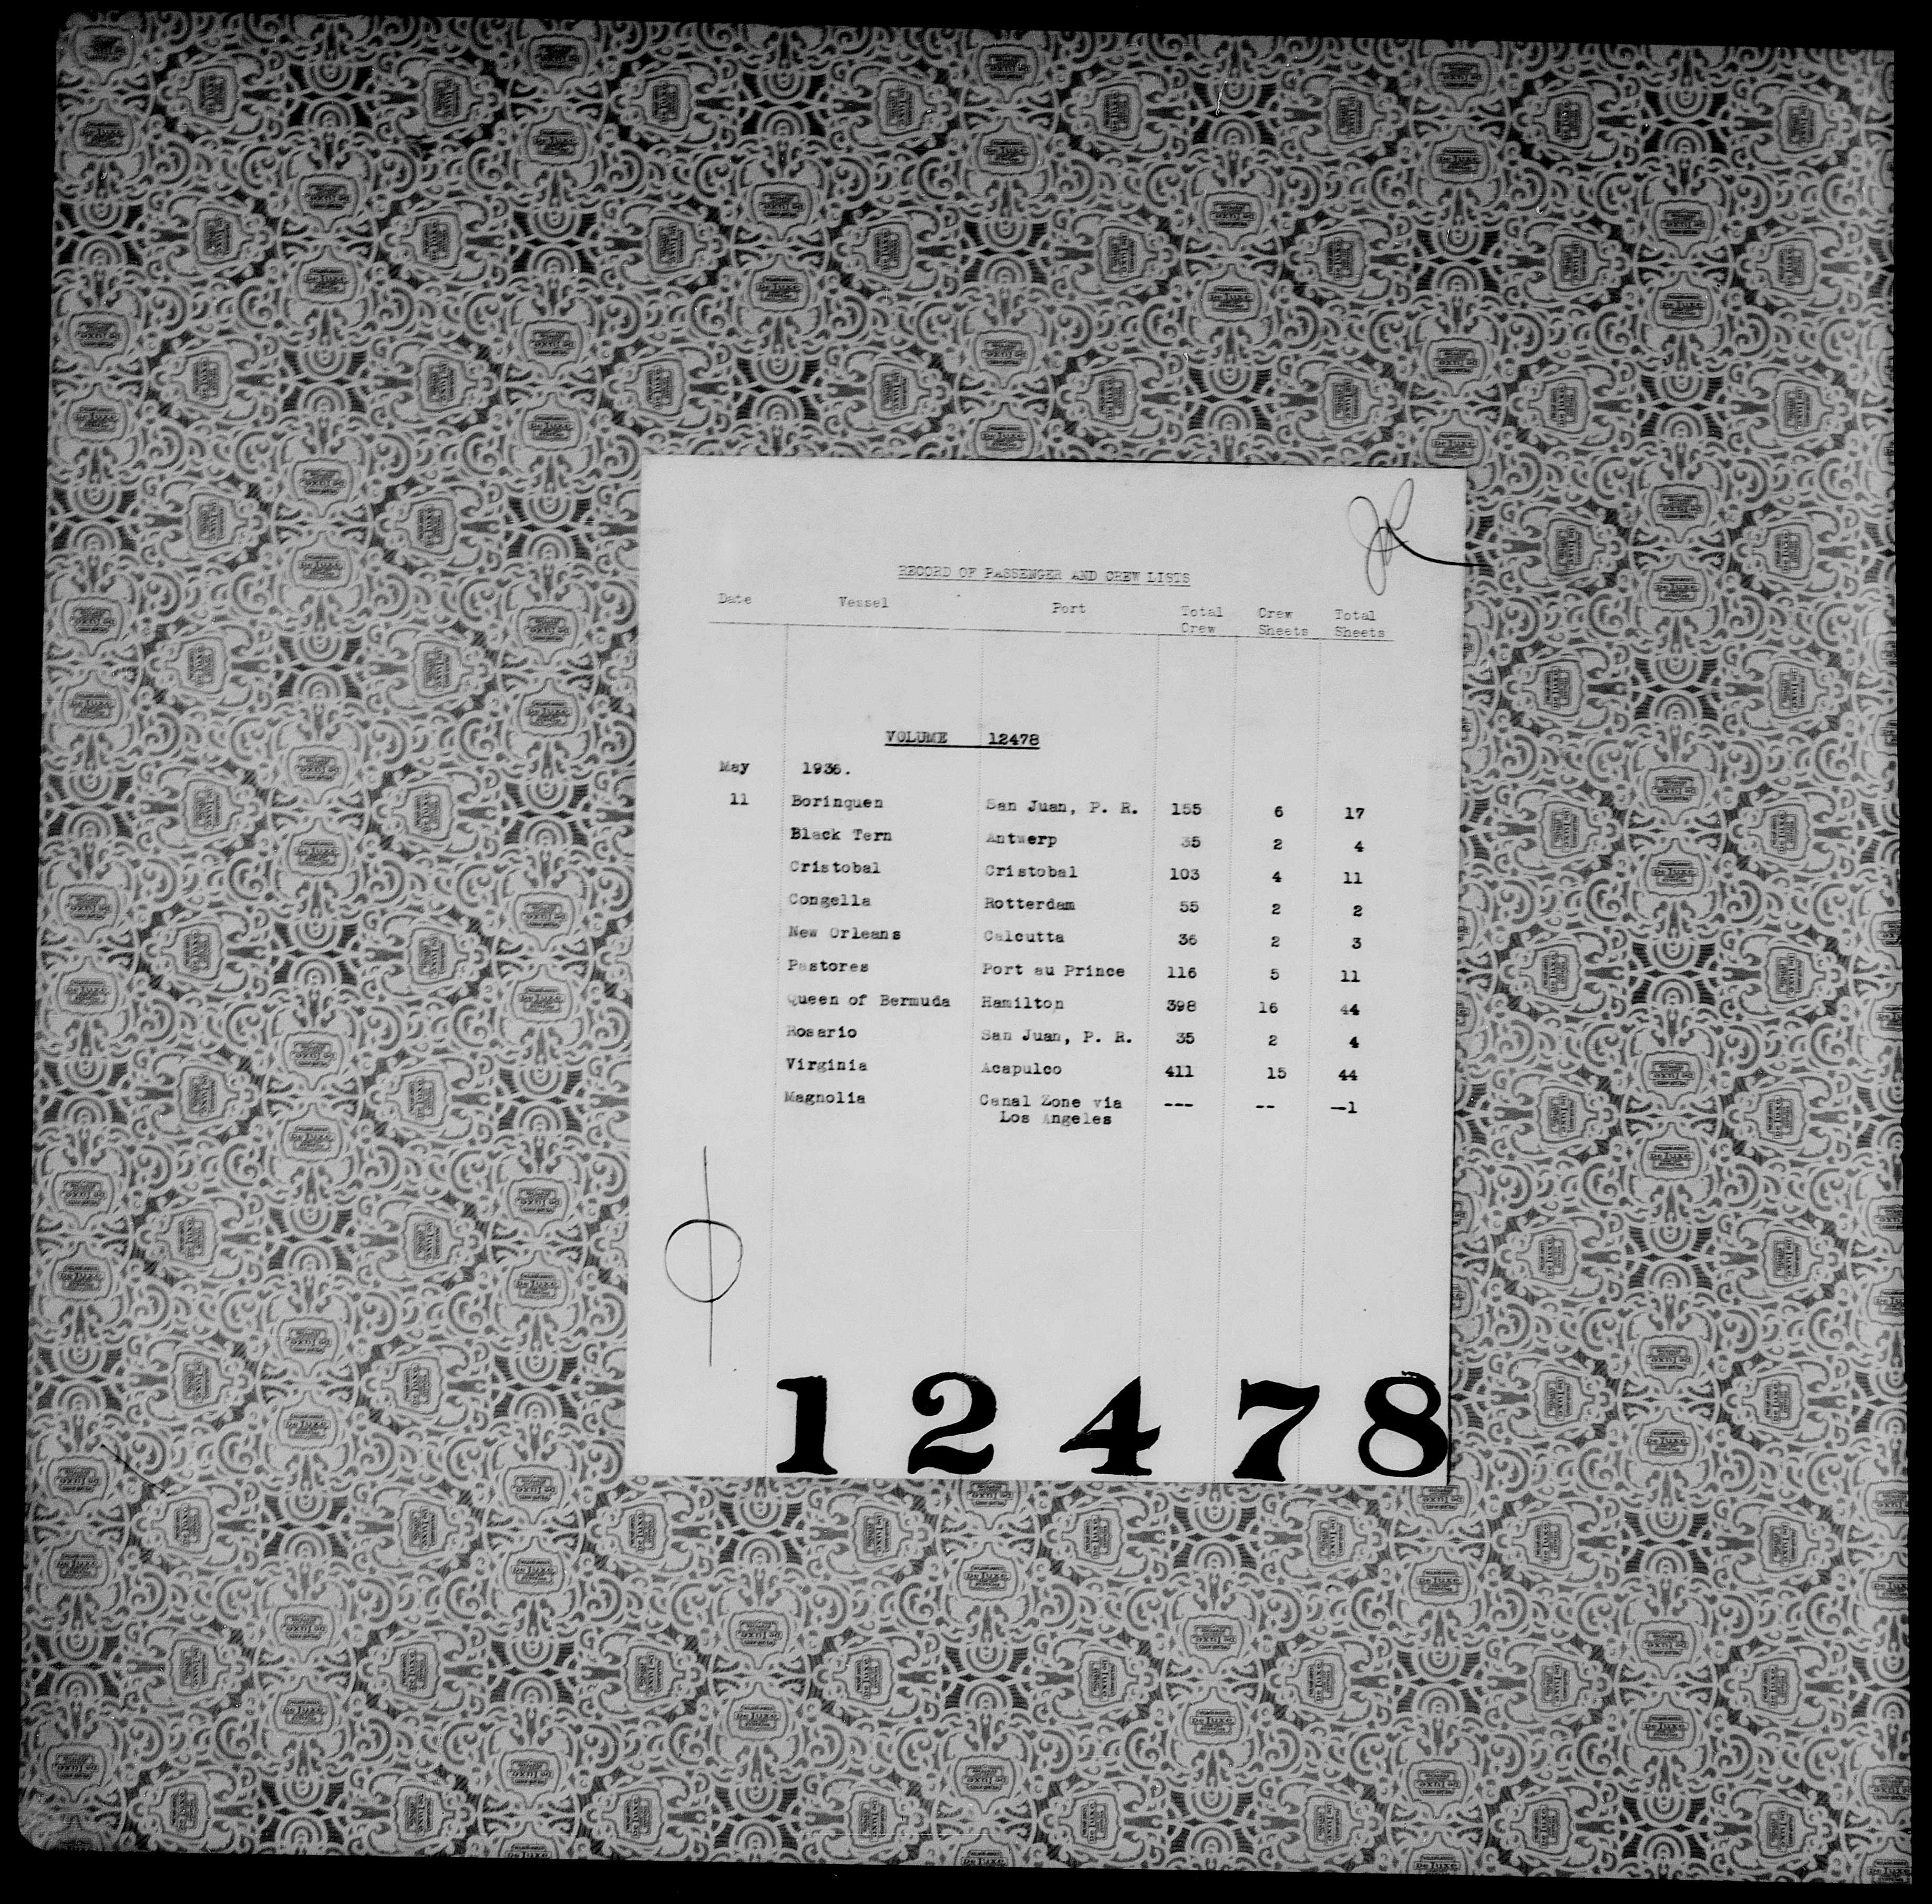 RECORD OF PASSENGER AND CREW LISTS
Date Vessel Port Total Crew Crew Sheets Total Sheets
VOLUME 12478
May 1936.
11 Borinquen San Juan, P. R. 155 6 17
Black Tern Antwerp 35 2 4
Cristobal Cristobal 103 4 11
Congella Rotterdam 55 2 2
New Orleans Calcutta 36 2 3
Pastores Port au Prince 116 5 11
Queen of Bermuda Hamilton 398 16 44
Rosario San Juan, P. R. 35 2 4
Virginia Acapulco 411 15 44
Magnolia Canal Zone via --- -- —1
Los Angeles
12478
De Luxe